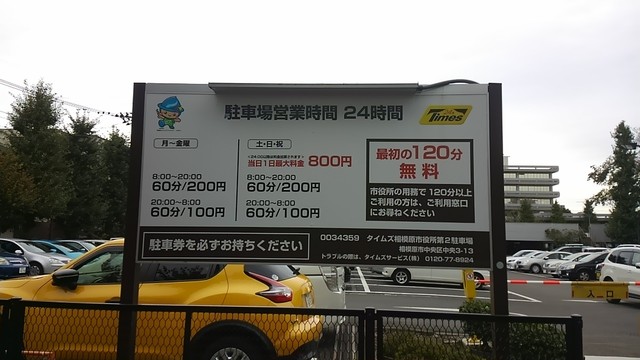 駐車場営業時間 24時間
Times
月～金曜
8:00～20:00
60分/200円
20:00～8:00
60分/100円
土・日・祝
当日1日最大料金 800円
8:00～20:00
60分/200円
20:00～8:00
60分/100円
最初の120分
無料
市役所の用務で120分以上
ご利用の方は、ご利用窓口
にお尋ねください
駐車券を必ずお持ちください
0034359 タイムズ相模原市役所第2駐車場
相模原市中央区中央3-13
トラブルの際は、タイムズサービス(株) 0120-77-8924
入口